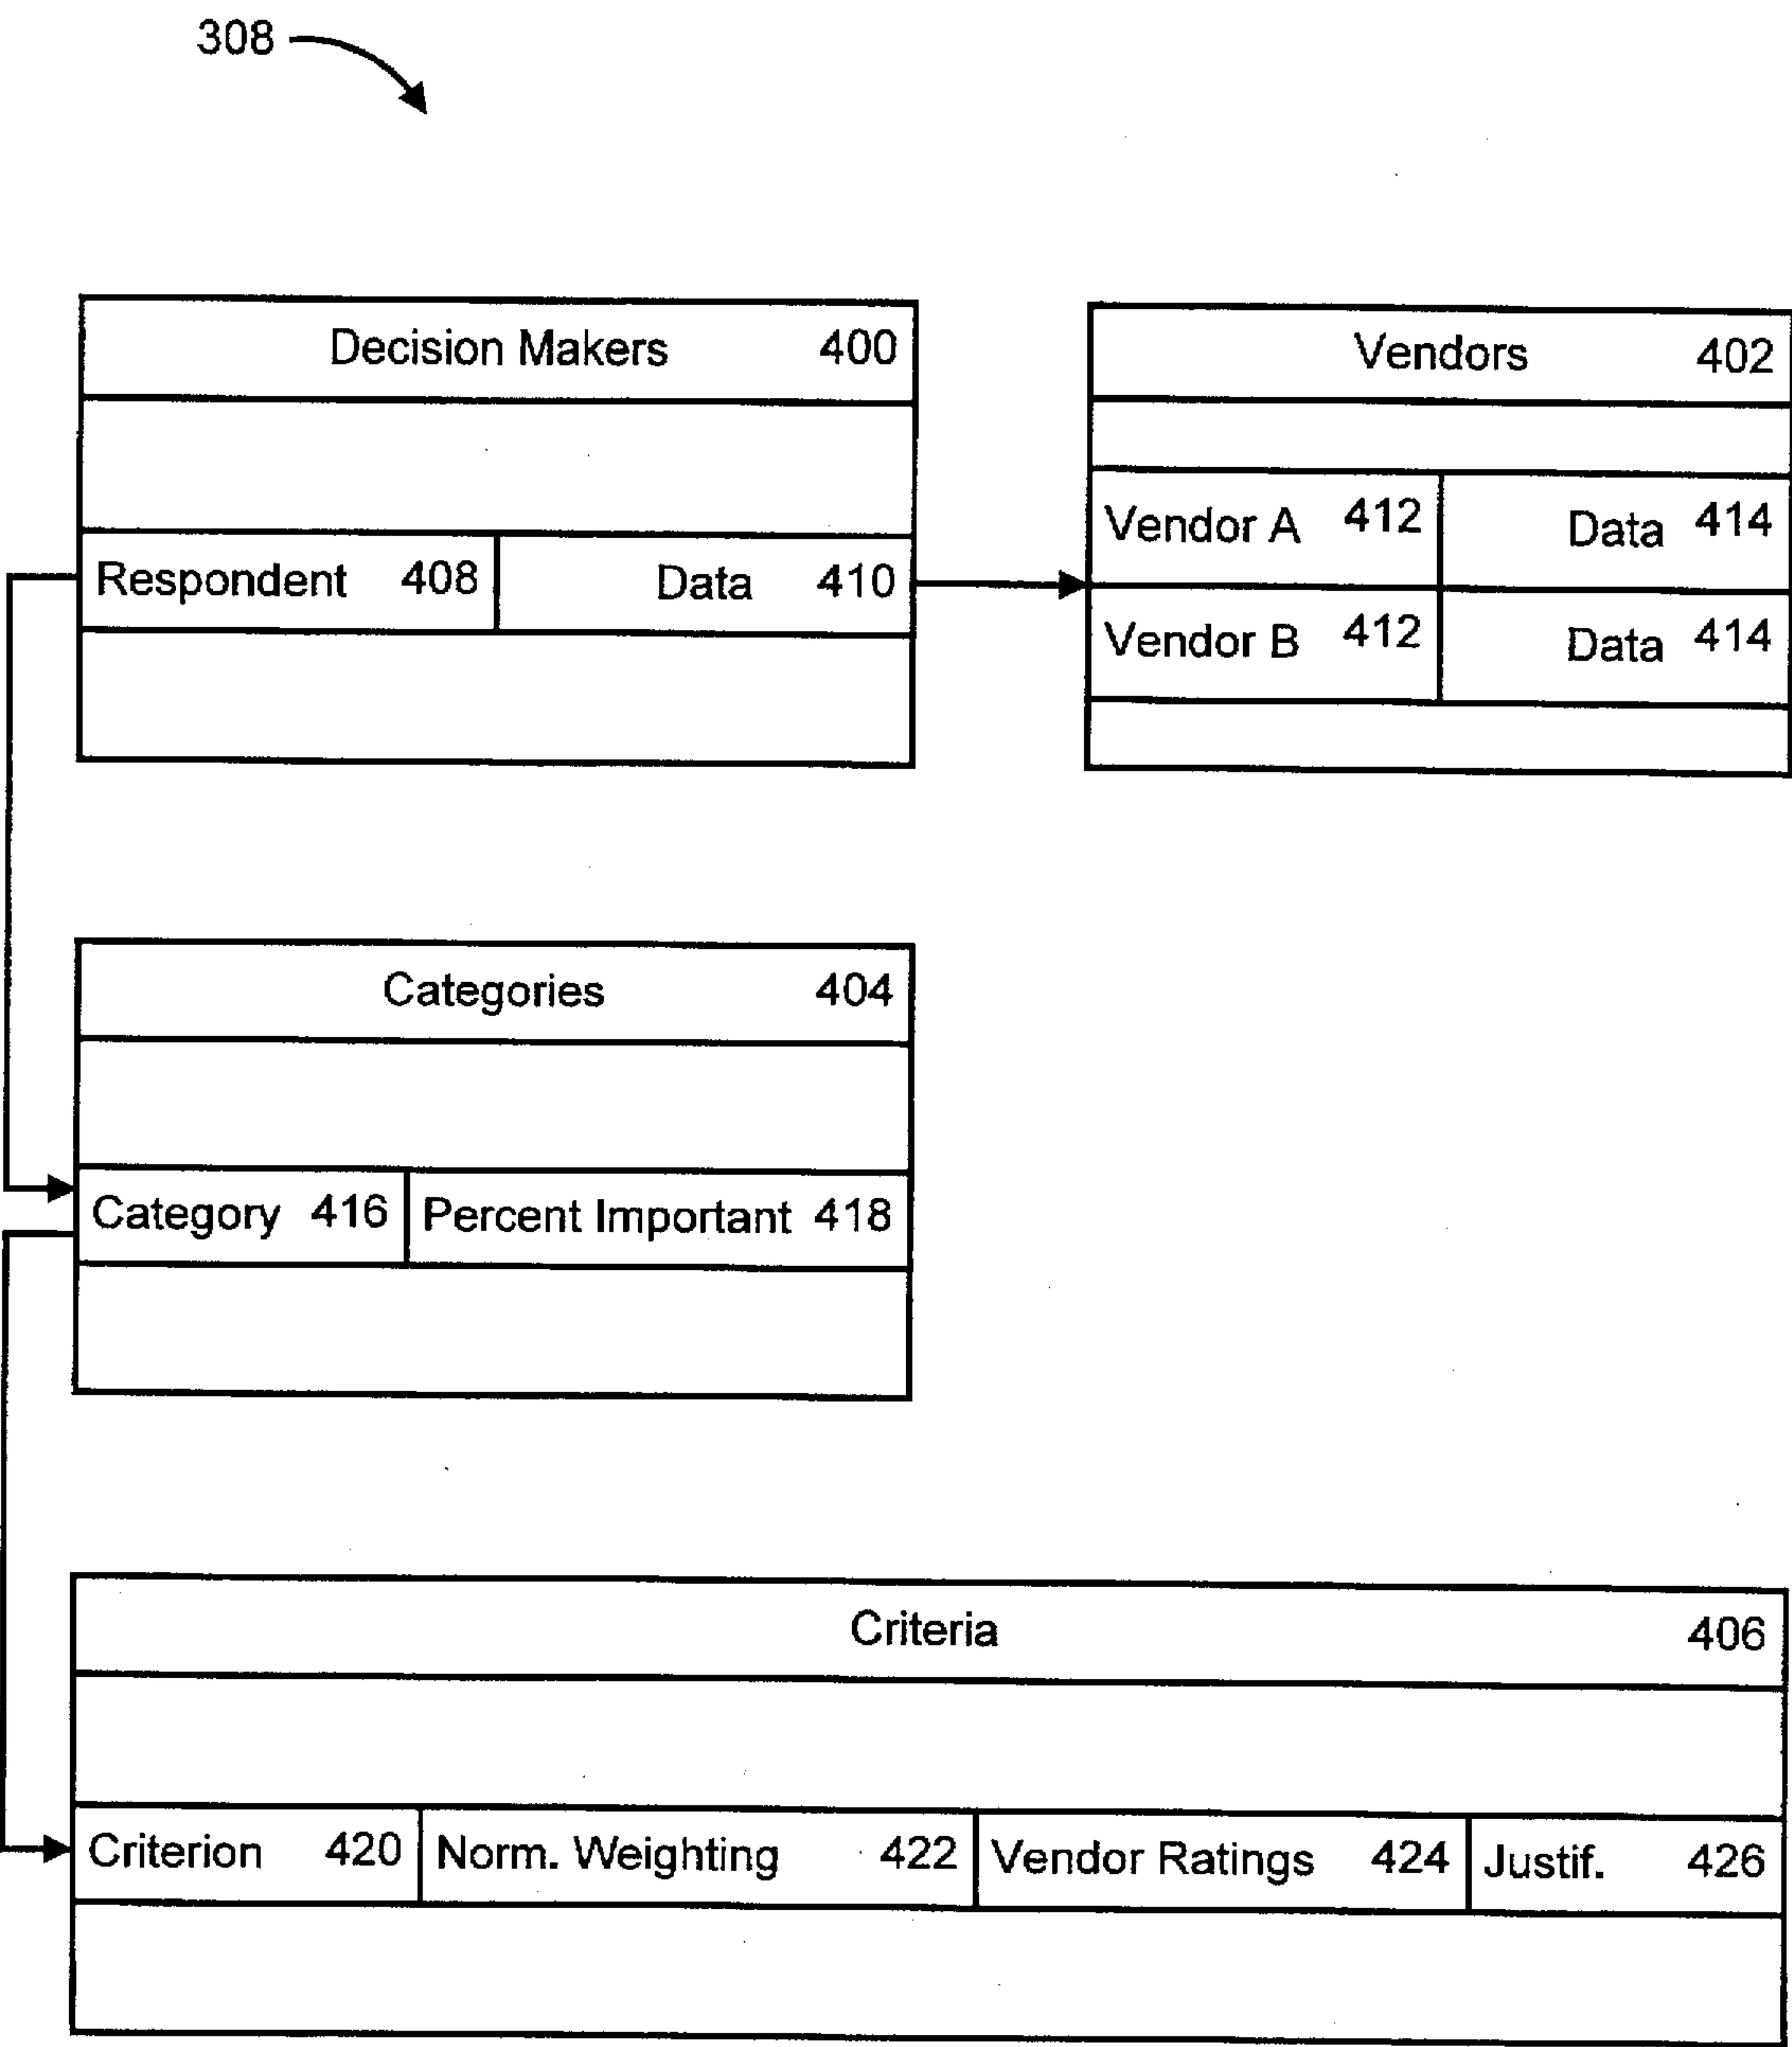 308
Decision Makers 400
Respondent 408 Data 410
Vendors 402
Vendor A 412 Data 414
Vendor B 412 Data 414
Categories 404
Category 416 Percent Important 418
Criteria 406
Criterion 420 Norm. Weighting 422 Vendor Ratings 424 Justif. 426